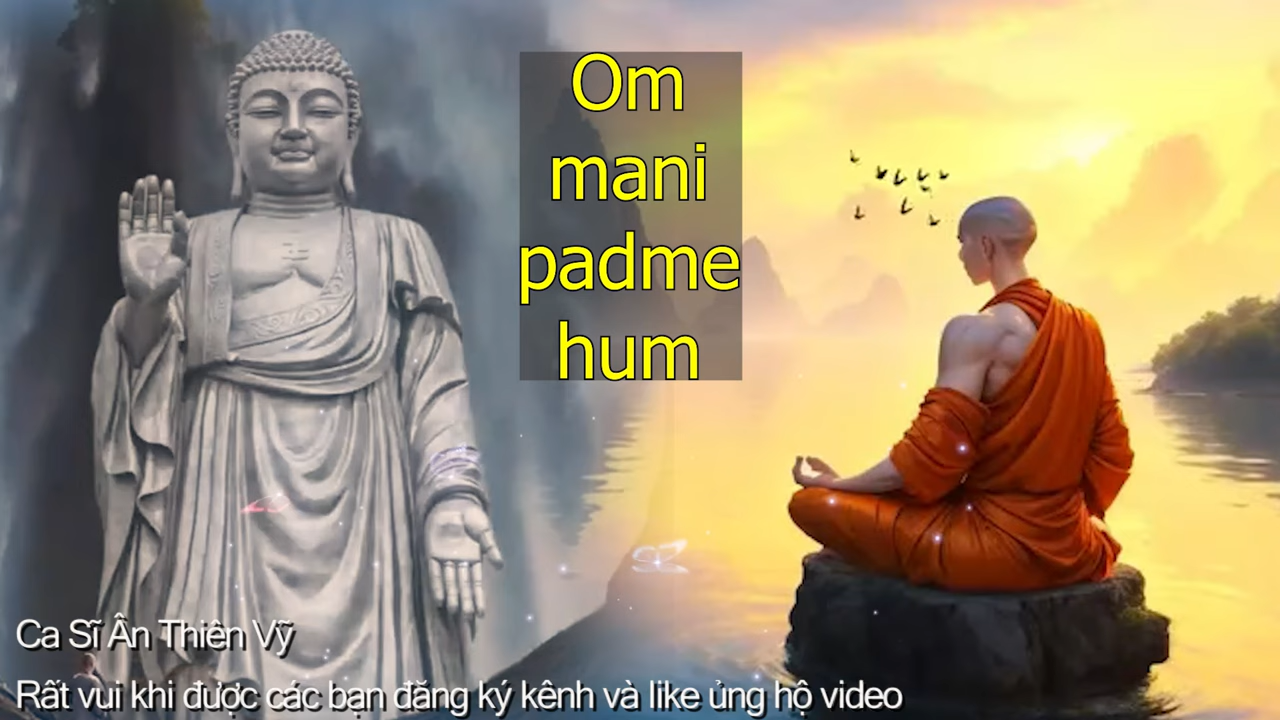 Om
mani
padme
hum
Ca Sĩ Ân Thiên Vỹ
Rất vui khi được các bạn đăng ký kênh và like ủng hộ video